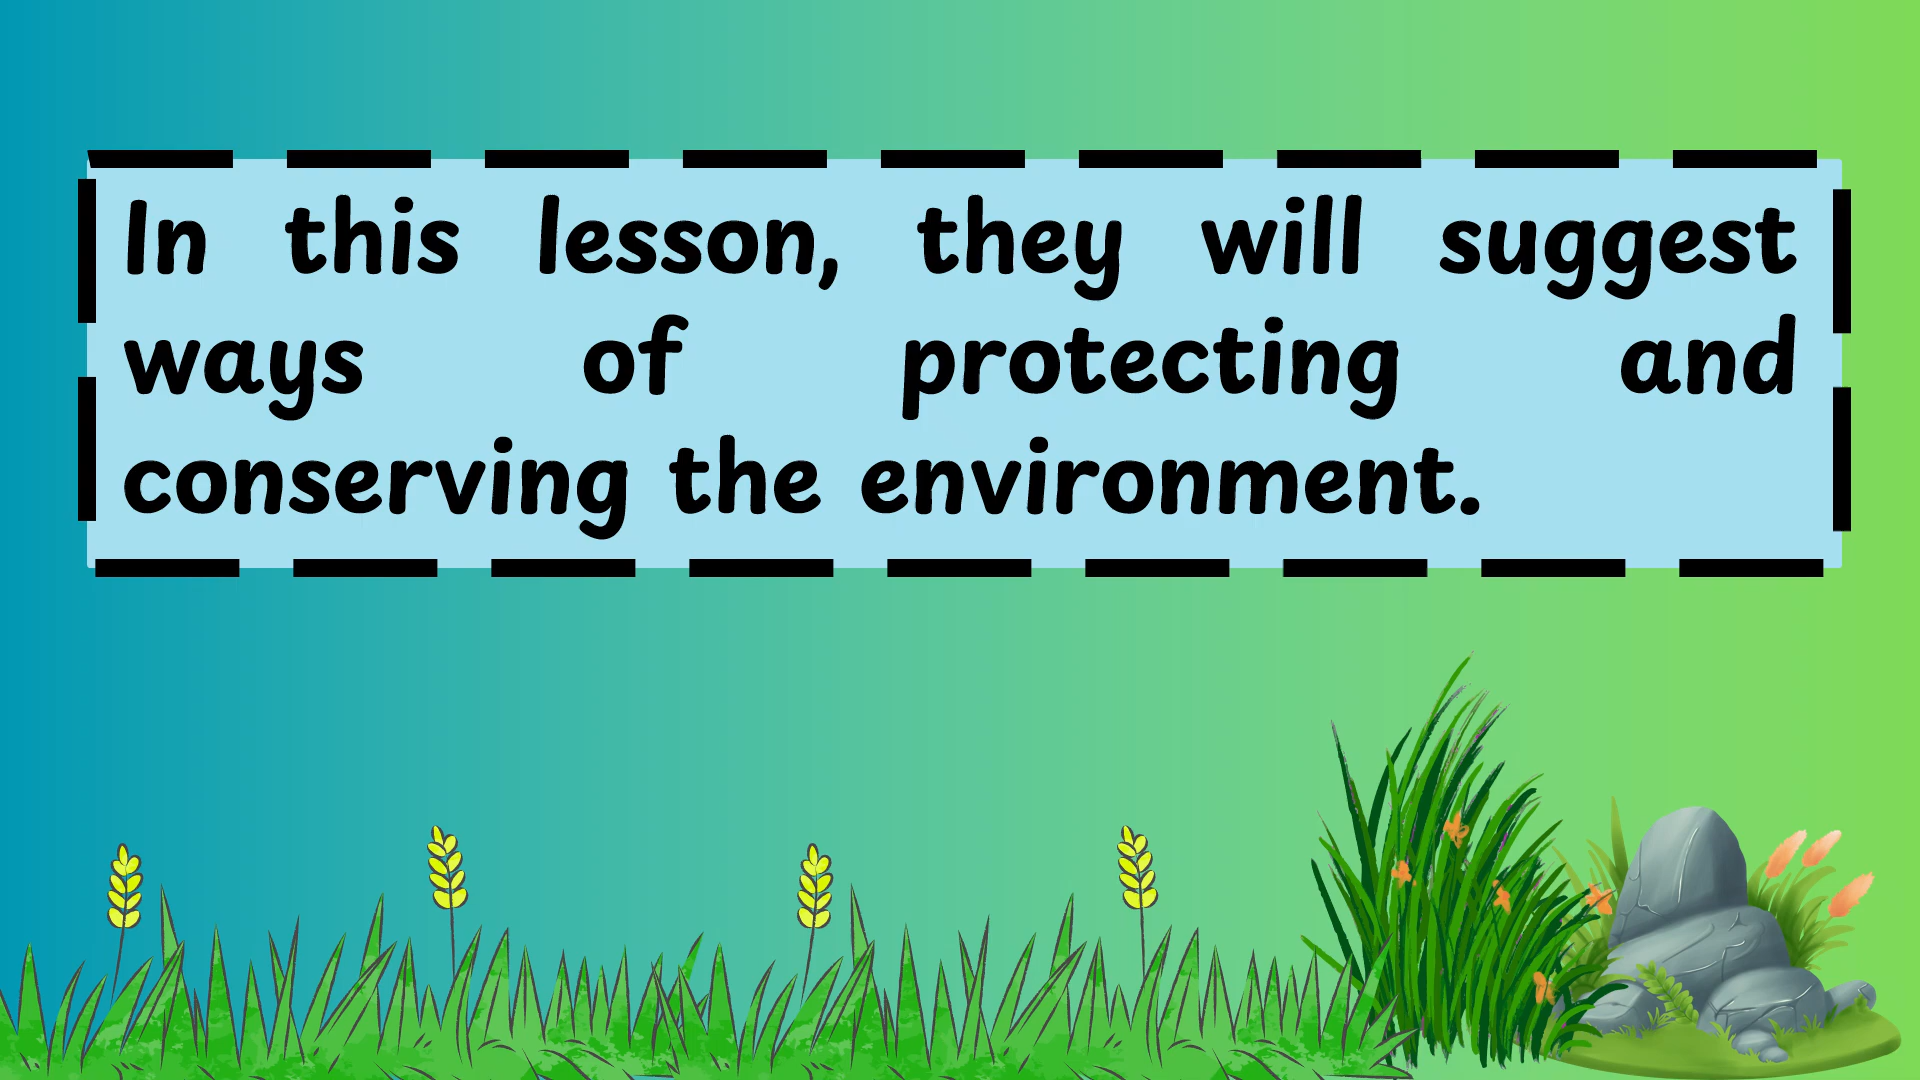 In this lesson, they will suggest
ways of protecting and
conserving the environment.